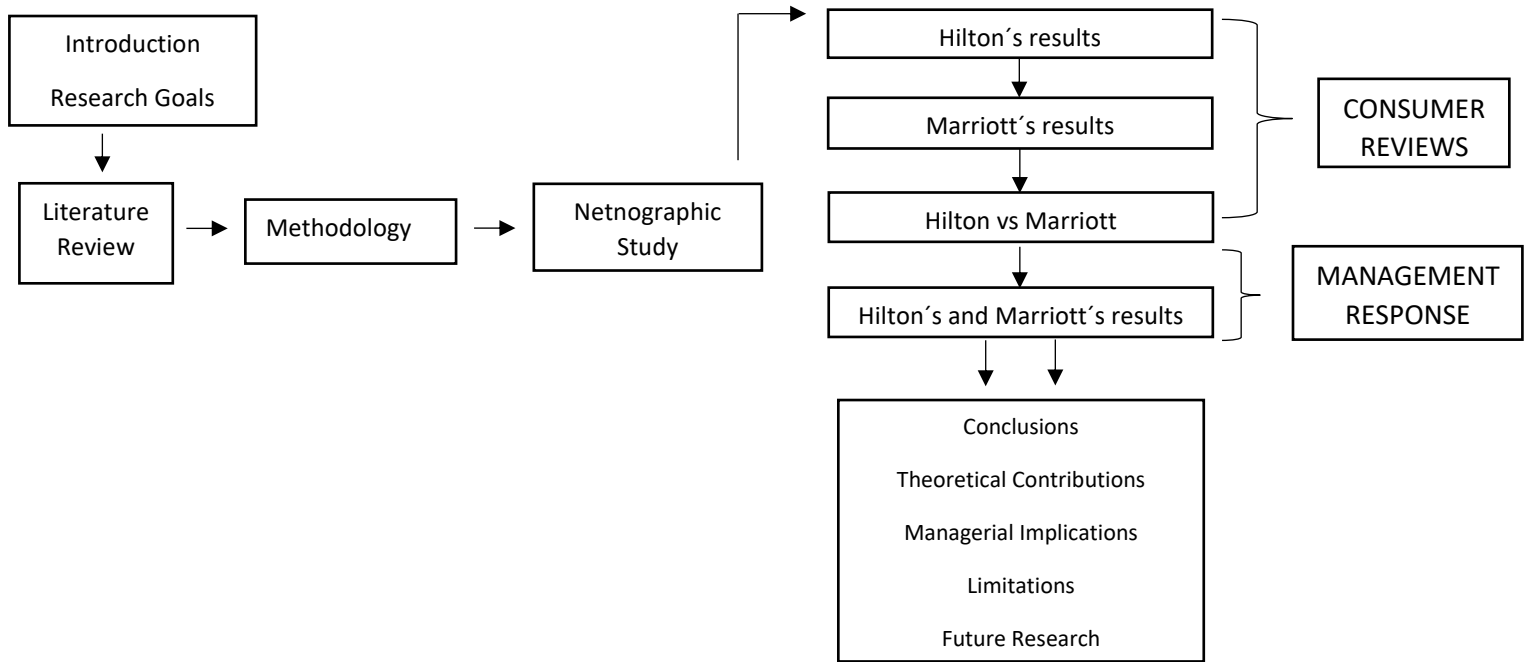 Introduction
Research Goals
Literature
Review
Methodology
Netnographic
Study
Hilton´s results
Marriott´s results
Hilton vs Marriott
CONSUMER
REVIEWS
Hilton´s and Marriott´s results
MANAGEMENT
RESPONSE
Conclusions
Theoretical Contributions
Managerial Implications
Limitations
Future Research